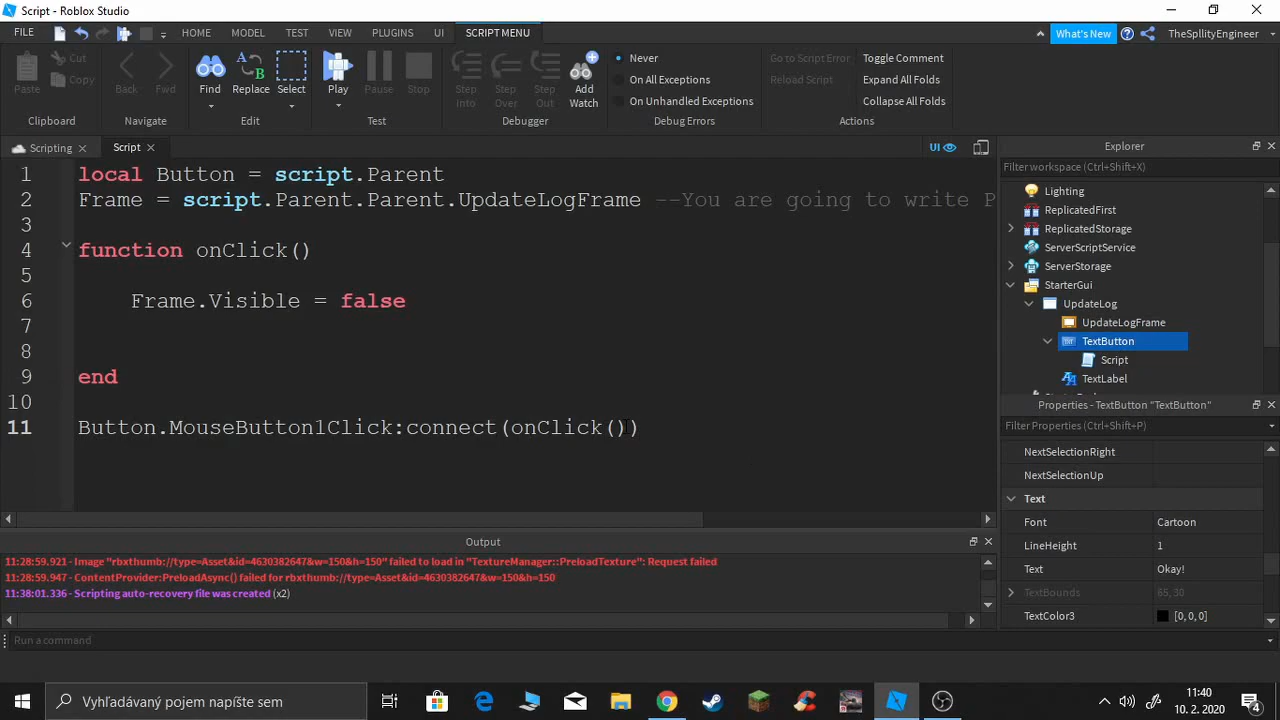 Script - Roblox Studio
FILE HOME MODEL TEST VIEW PLUGINS UI SCRIPT MENU What's New TheSplityEngineer
Paste Cut Copy Clipboard
Back Fwd Navigate
Find Replace Select Edit
Play Pause Stop Test
Step Into Step Over Step Out Add Watch Debugger
Never
On All Exceptions
On Unhandled Exceptions
Debug Errors
Go to Script Error
Reload Script
Toggle Comment
Expand All Folds
Collapse All Folds
Actions
Scripting Script UI
1 local Button = script.Parent
2 Frame = script.Parent.Parent.UpdateLogFrame --You are going to write P
3
4 function onClick()
5
6 Frame.Visible = false
7
8
9 end
10
11 Button.MouseButton1Click:connect(onClick())
Explorer
Filter workspace (Ctrl+Shift+X)
Lighting
ReplicatedFirst
ReplicatedStorage
ServerScriptService
ServerStorage
StarterGui
UpdateLog
UpdateLogFrame
TextButton
Script
TextLabel
Properties - TextButton "TextButton"
Filter Properties (Ctrl+Shift+P)
NextSelectionRight
NextSelectionUp
Text
Font Cartoon
LineHeight 1
Text Okay!
TextBounds 65,30
TextColor3 [0,0,0]
Output
11:28:59.921 - Image "rbxthumb://type=Asset&id=4630382647&w=150&h=150" failed to load in "TextureManager::PreloadTexture": Request failed
11:28:59.947 - ContentProvider:PreloadAsync() failed for rbxthumb://type=Asset&id=4630382647&w=150&h=150
11:38:01.336 - Scripting auto-recovery file was created (x2)
Run a command
Vyhľadávaný pojem napíšte sem
11:40
10. 2. 2020